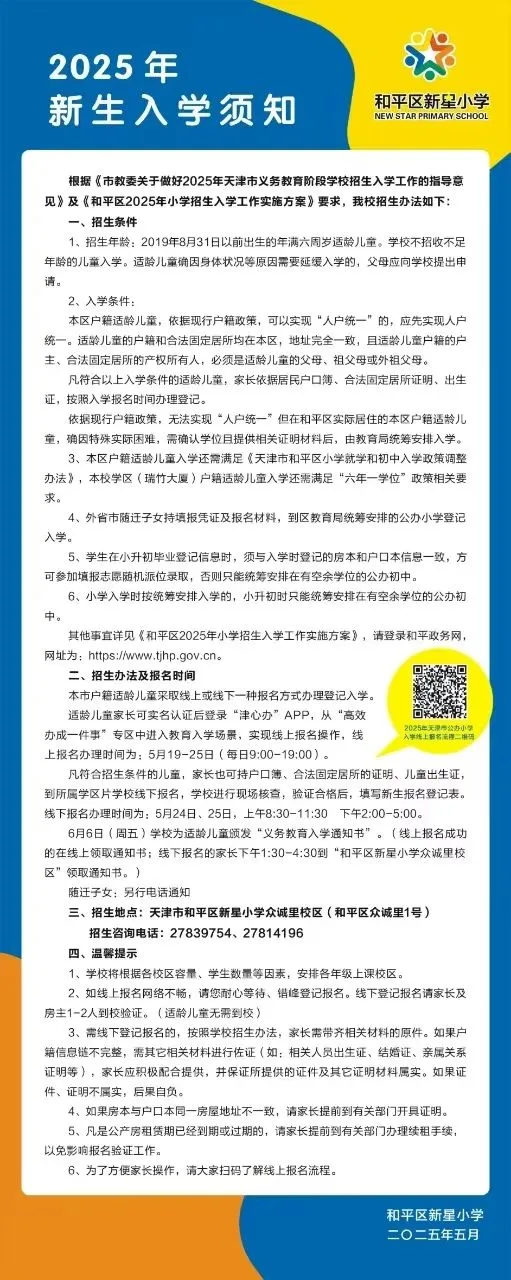 2025 年
新生入学须知
和平区新星小学
NEW STAR PRIMARY SCHOOL
根据《市教委关于做好2025年天津市义务教育阶段学校招生入学工作的指导意
见》及《和平区2025年小学招生入学工作实施方案》要求，我校招生办法如下：
一、招生条件
1、招生年龄：2019年8月31日以前出生的年满六周岁适龄儿童。学校不招收不足
年龄的儿童入学。适龄儿童确因身体状况等原因需要延缓入学的，父母应向学校提出申
请。
2、入学条件：
本区户籍适龄儿童，依据现行户籍政策，可以实现“人户统一”的，应先实现人户
统一。适龄儿童的户籍和合法固定居所均在本区，地址完全一致，且适龄儿童户籍的户
主、合法固定居所的产权所有人，必须是适龄儿童的父母、祖父母或外祖父母。
凡符合以上入学条件的适龄儿童，家长依据居民户口簿、合法固定居所证明、出生
证，按照入学报名时间办理登记。
依据现行户籍政策，无法实现“人户统一”但在和平区实际居住的本区户籍适龄儿
童，确因特殊实际困难，需确认学位且提供相关证明材料后，由教育局统筹安排入学。
3、本区户籍适龄儿童入学还需满足《天津市和平区小学就学和初中入学政策调整
办法》，本校学区（瑞竹大厦）户籍适龄儿童入学还需满足“六年一学位”政策相关要
求。
4、外省市随迁子女持填报凭证及报名材料，到区教育局统筹安排的公办小学登记
入学。
5、学生在小升初毕业登记信息时，须与入学时登记的房本和户口本信息一致，方
可参加填报志愿随机派位录取，否则只能统筹安排在有空余学位的公办初中。
6、小学入学时按统筹安排入学的，小升初时只能统筹安排在有空余学位的公办初
中。
其他事宜详见《和平区2025年小学招生入学工作实施方案》，请登录和平政务网，
网址为：https://www.tjhp.gov.cn。
二、招生办法及报名时间
本市户籍适龄儿童采取线上或线下一种报名方式办理登记入学。
适龄儿童家长可实名认证后登录“津心办”APP，从“高效
办成一件事”专区中进入教育入学场景，实现线上报名操作，线
上报名办理时间为：5月19-25日（每日9:00-19:00）。
2025年天津市公办小学
入学线上报名流程二维码
凡符合招生条件的儿童，家长也可持户口簿、合法固定居所的证明、儿童出生证，
到所属学区片学校线下报名，学校进行现场核查，验证合格后，填写新生报名登记表。
线下报名办理时间为：5月24日、25日，上午8:30-11:30 下午2:00-5:00。
6月6日（周五）学校为适龄儿童颁发“义务教育入学通知书”。（线上报名成功
的在线上领取通知书；线下报名的家长下午1:30-4:30到“和平区新星小学众诚里校
区”领取通知书。）
随迁子女：另行电话通知
三、招生地点：天津市和平区新星小学众诚里校区（和平区众诚里1号）
招生咨询电话：27839754、27814196
四、温馨提示
1、学校将根据各校区容量、学生数量等因素，安排各年级上课校区。
2、如线上报名网络不畅，请您耐心等待、错峰登记报名。线下登记报名请家长及
房主1-2人到校验证。（适龄儿童无需到校）
3、需线下登记报名的，按照学校招生办法，家长需带齐相关材料的原件。如果户
籍信息链不完整，需其它相关材料进行佐证（如：相关人员出生证、结婚证、亲属关系
证明等），家长应积极配合提供，并保证所提供的证件及其它证明材料属实。如果证
件、证明不属实，后果自负。
4、如果房本与户口本同一房屋地址不一致，请家长提前到有关部门开具证明。
5、凡是公产房租赁期已经到期或过期的，请家长提前到有关部门办理续租手续，
以免影响报名验证工作。
6、为了方便家长操作，请大家扫码了解线上报名流程。
和平区新星小学
二〇二五年五月